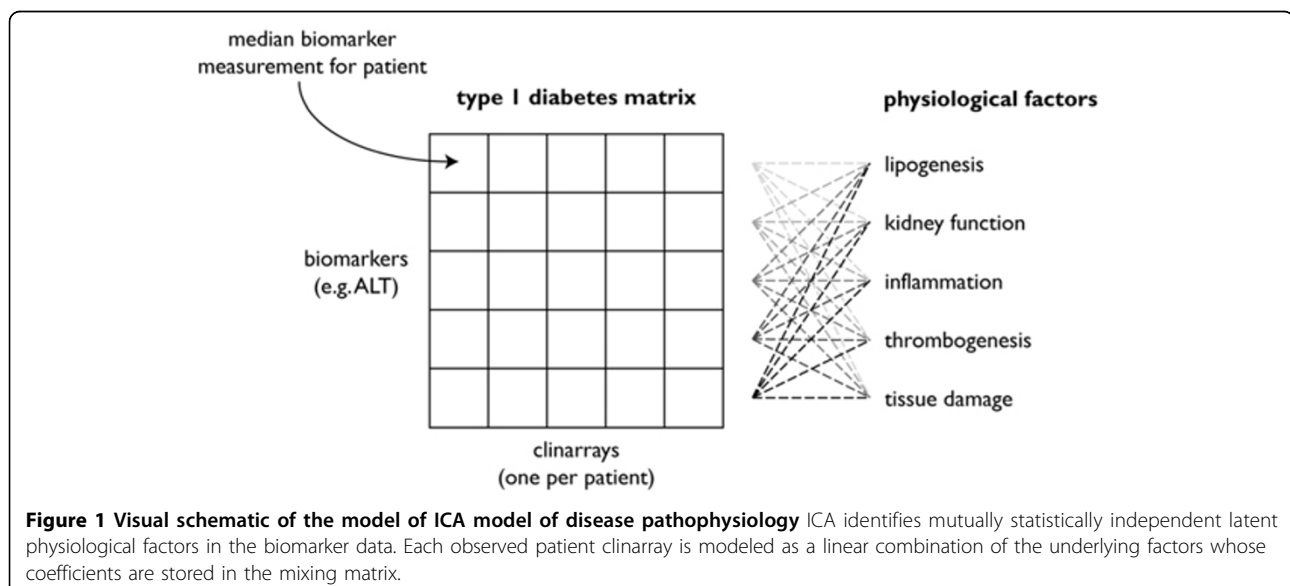 median biomarker
measurement for patient
type 1 diabetes matrix
physiological factors
lipogenesis
kidney function
biomarkers
(e.g. ALT)
inflammation
thrombogenesis
tissue damage
clinarrays
(one per patient)
Figure 1 Visual schematic of the model of ICA model of disease pathophysiology ICA identifies mutually statistically independent latent
physiological factors in the biomarker data. Each observed patient clinarray is modeled as a linear combination of the underlying factors whose
coefficients are stored in the mixing matrix.